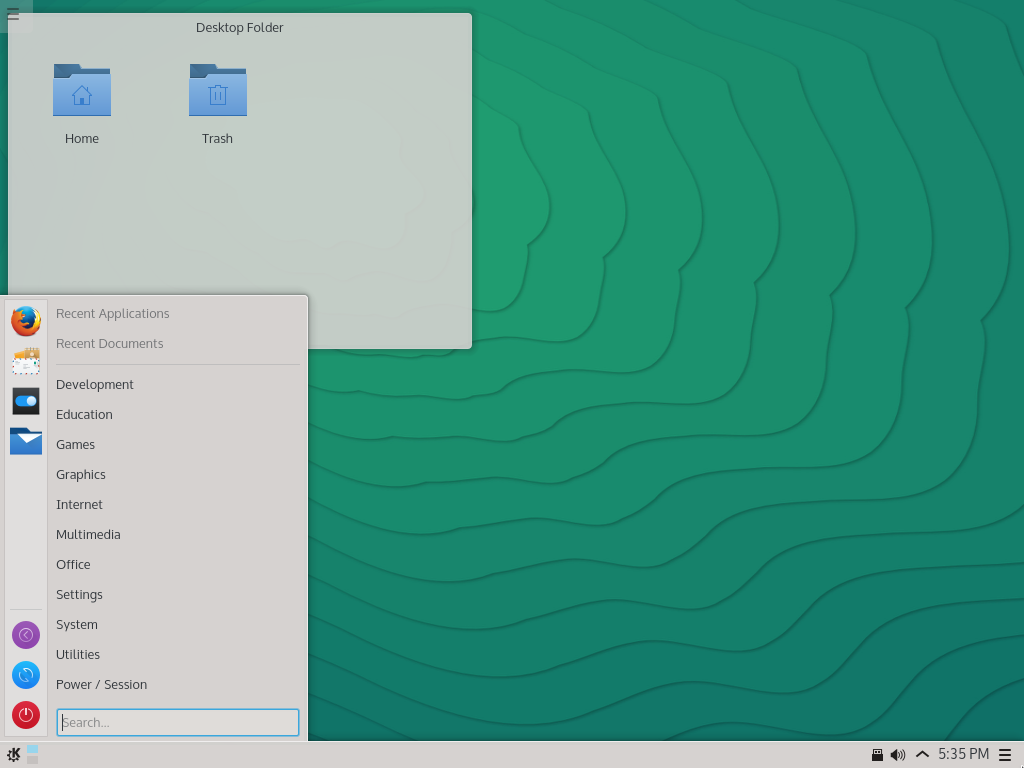 Desktop Folder
Home
Trash
Recent Applications
Recent Documents
Development
Education
Games
Graphics
Internet
Multimedia
Office
Settings
System
Utilities
Power / Session
Search...
5:35 PM